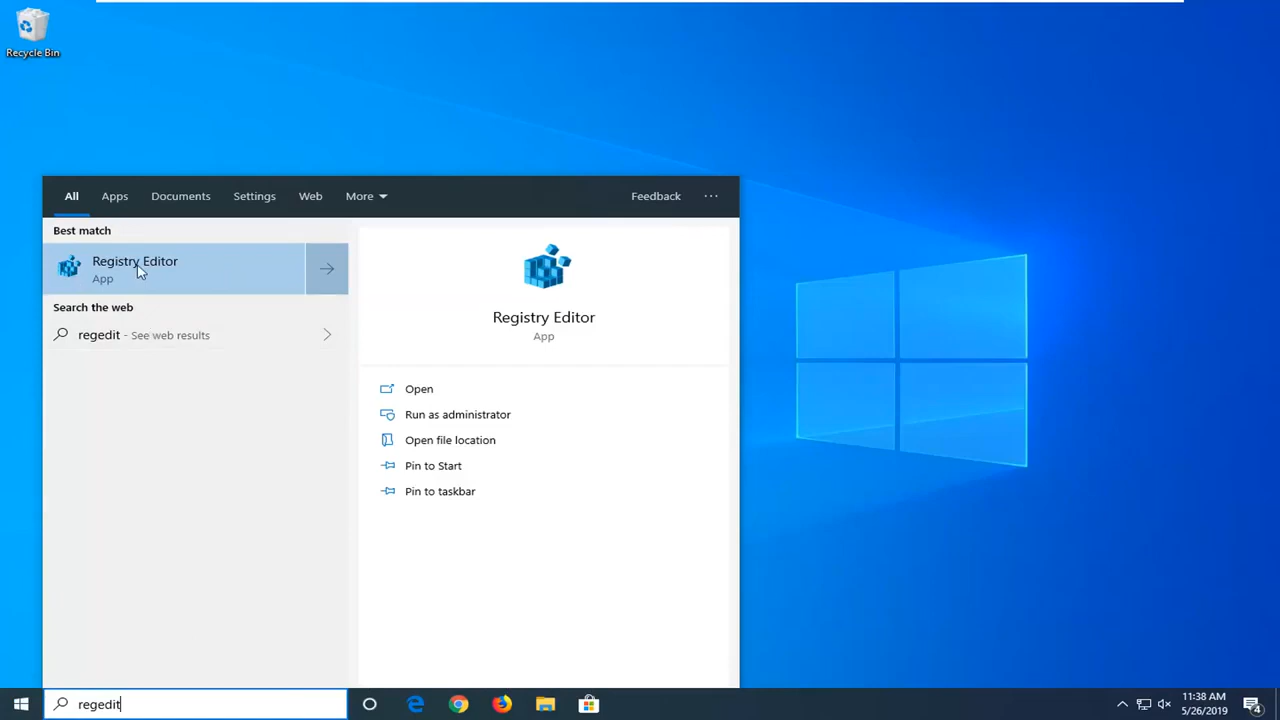 Recycle Bin
All Apps Documents Settings Web More Feedback ...
Best match
Registry Editor
App
Search the web
regedit - See web results
Registry Editor
App
Open
Run as administrator
Open file location
Pin to Start
Pin to taskbar
regedit
11:38 AM
5/26/2019
4